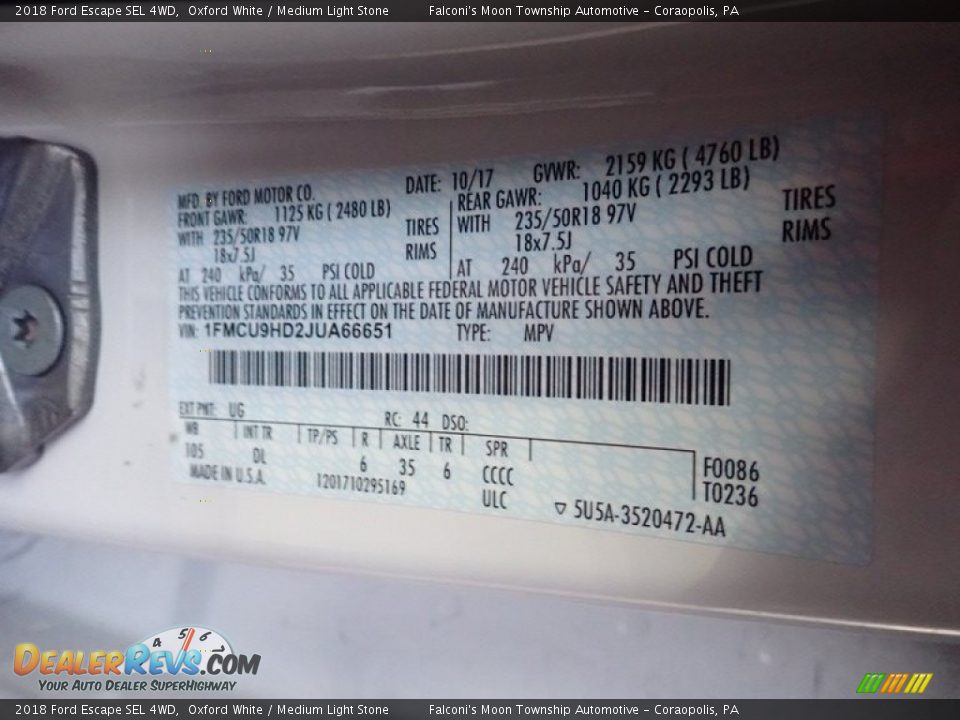 2018 Ford Escape SEL 4WD, Oxford White / Medium Light Stone Falconi's Moon Township Automotive - Coraopolis, PA
MFD. BY FORD MOTOR CO. DATE: 10/17 GVWR: 2159 KG ( 4760 LB)
FRONT GAWR: 1125 KG ( 2480 LB) REAR GAWR: 1040 KG ( 2293 LB)
WITH 235/50R18 97V TIRES WITH 235/50R18 97V TIRES
18x7.5J RIMS 18x7.5J RIMS
AT 240 kPa/ 35 PSI COLD AT 240 kPa/ 35 PSI COLD
THIS VEHICLE CONFORMS TO ALL APPLICABLE FEDERAL MOTOR VEHICLE SAFETY AND THEFT
PREVENTION STANDARDS IN EFFECT ON THE DATE OF MANUFACTURE SHOWN ABOVE.
VIN: 1FMCU9HD2JUA66651 TYPE: MPV
EXT PNT: UG RC: 44 DSO:
WB INT TR TP/PS R AXLE TR SPR
105 DL 6 35 6 CCCC F0086
MADE IN U.S.A. 1201710295169 ULC T0236
5U5A-3520472-AA
4 5 6
DEALERREVS.COM
YOUR AUTO DEALER SUPERHIGHWAY
2018 Ford Escape SEL 4WD, Oxford White / Medium Light Stone Falconi's Moon Township Automotive - Coraopolis, PA